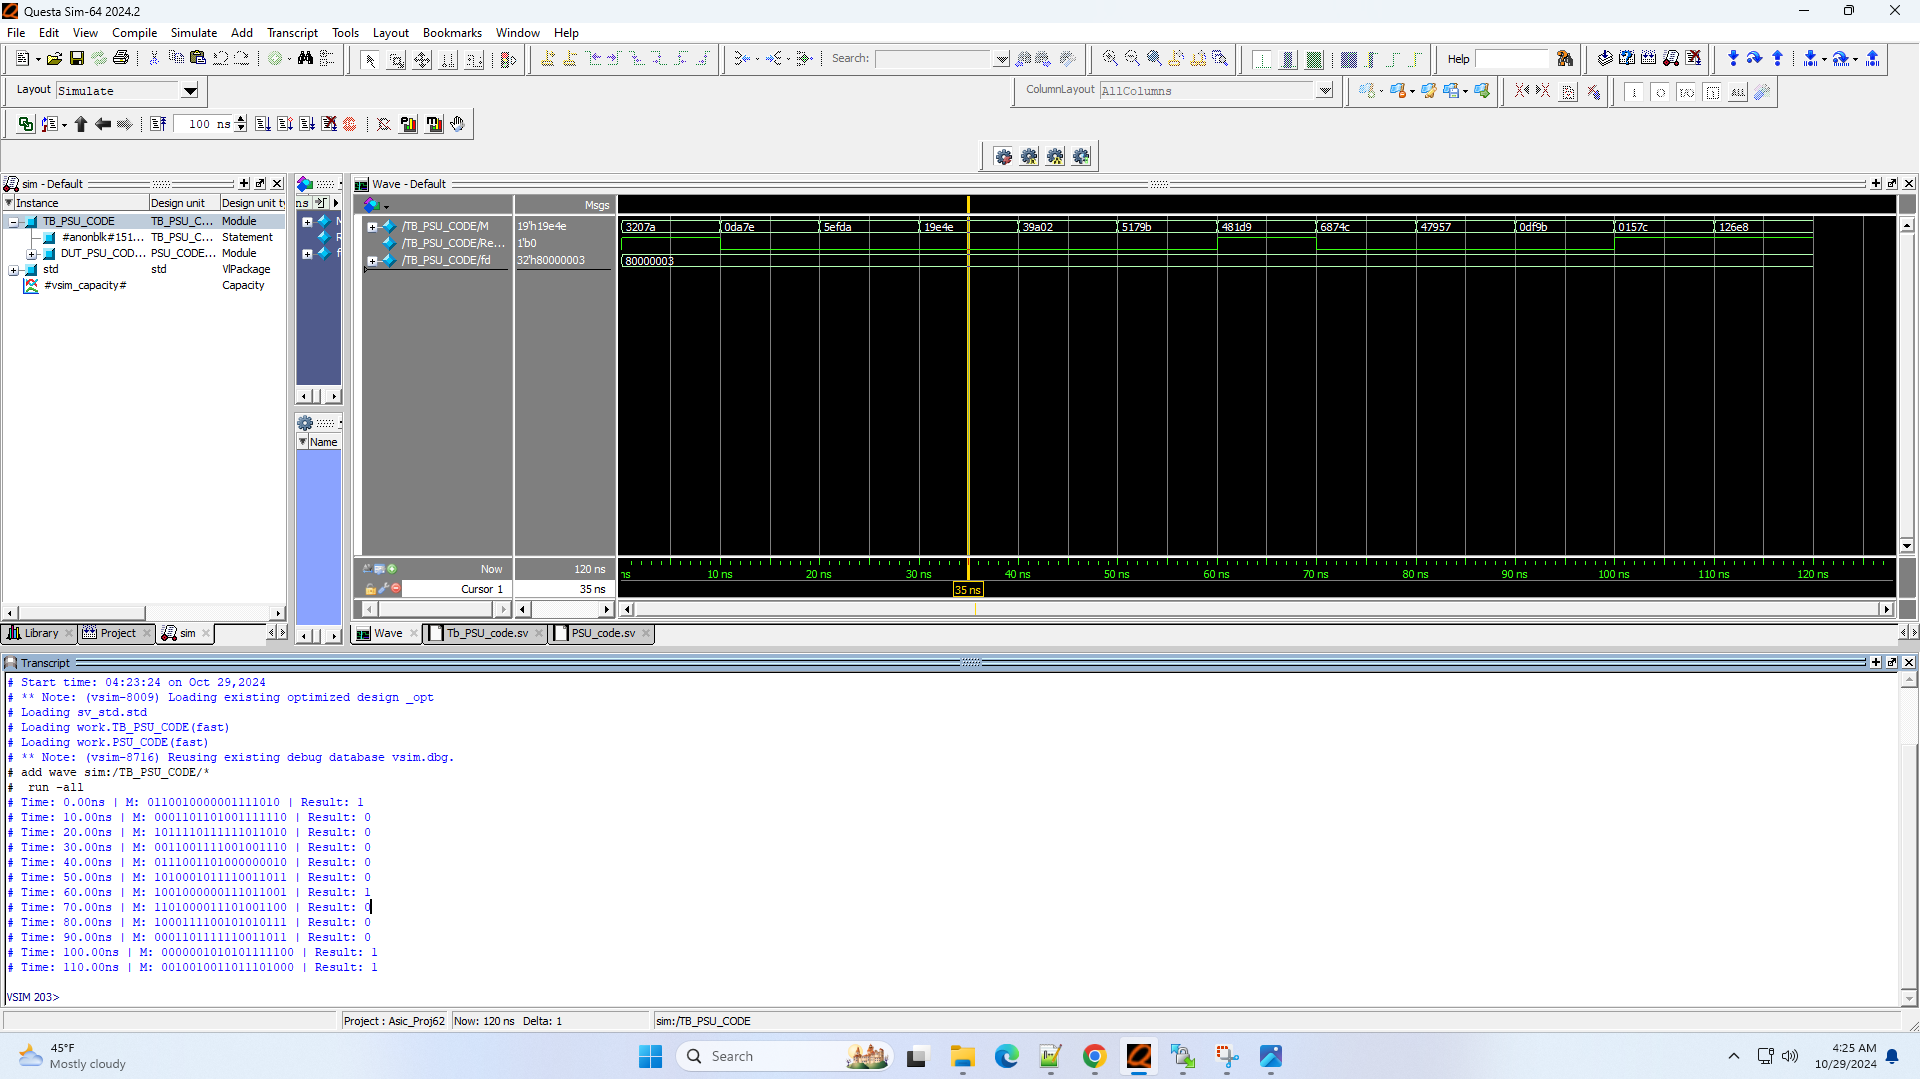 Questa Sim-64 2024.2
File Edit View Compile Simulate Add Transcript Tools Layout Bookmarks Window Help
Search:
Help
Layout Simulate
ColumnLayout AllColumns
100 ns
sim - Default
Instance Design unit Design unit ty
TB_PSU_CODE TB_PSU_C... Module
#anonblk#151... TB_PSU_C... Statement
DUT_PSU_COD... PSU_CODE... Module
std std VlPackage
#vsim_capacity# Capacity
ns
Name
Wave - Default
Msgs
/TB_PSU_CODE/M 19'h19e4e
/TB_PSU_CODE/Re... 1'b0
/TB_PSU_CODE/fd 32'h80000003
3207a 0da7e 5efda 19e4e 39a02 5179b 481d9 6874c 47957 0df9b 0157c 126e8
80000003
Now 120 ns
Cursor 1 35 ns
ns 10 ns 20 ns 30 ns 40 ns 50 ns 60 ns 70 ns 80 ns 90 ns 100 ns 110 ns 120 ns
35 ns
Library Project sim
Wave Tb_PSU_code.sv PSU_code.sv
Transcript
# Start time: 04:23:24 on Oct 29,2024
# ** Note: (vsim-8009) Loading existing optimized design _opt
# Loading sv_std.std
# Loading work.TB_PSU_CODE(fast)
# Loading work.PSU_CODE(fast)
# ** Note: (vsim-8716) Reusing existing debug database vsim.dbg.
# add wave sim:/TB_PSU_CODE/*
# run -all
# Time: 0.00ns | M: 0110010000001111010 | Result: 1
# Time: 10.00ns | M: 0001101101001111110 | Result: 0
# Time: 20.00ns | M: 1011110111111011010 | Result: 0
# Time: 30.00ns | M: 0011001111001001110 | Result: 0
# Time: 40.00ns | M: 0111001101000000010 | Result: 0
# Time: 50.00ns | M: 1010001011110011011 | Result: 0
# Time: 60.00ns | M: 1001000000111011001 | Result: 1
# Time: 70.00ns | M: 1101000011101001100 | Result: 0
# Time: 80.00ns | M: 1000111100101010111 | Result: 0
# Time: 90.00ns | M: 0001101111110011011 | Result: 0
# Time: 100.00ns | M: 0000001010101111100 | Result: 1
# Time: 110.00ns | M: 0010010011011101000 | Result: 1
VSIM 203>
Project : Asic_Proj62 Now: 120 ns Delta: 1 sim:/TB_PSU_CODE
45°F
Mostly cloudy
Search
4:25 AM
10/29/2024